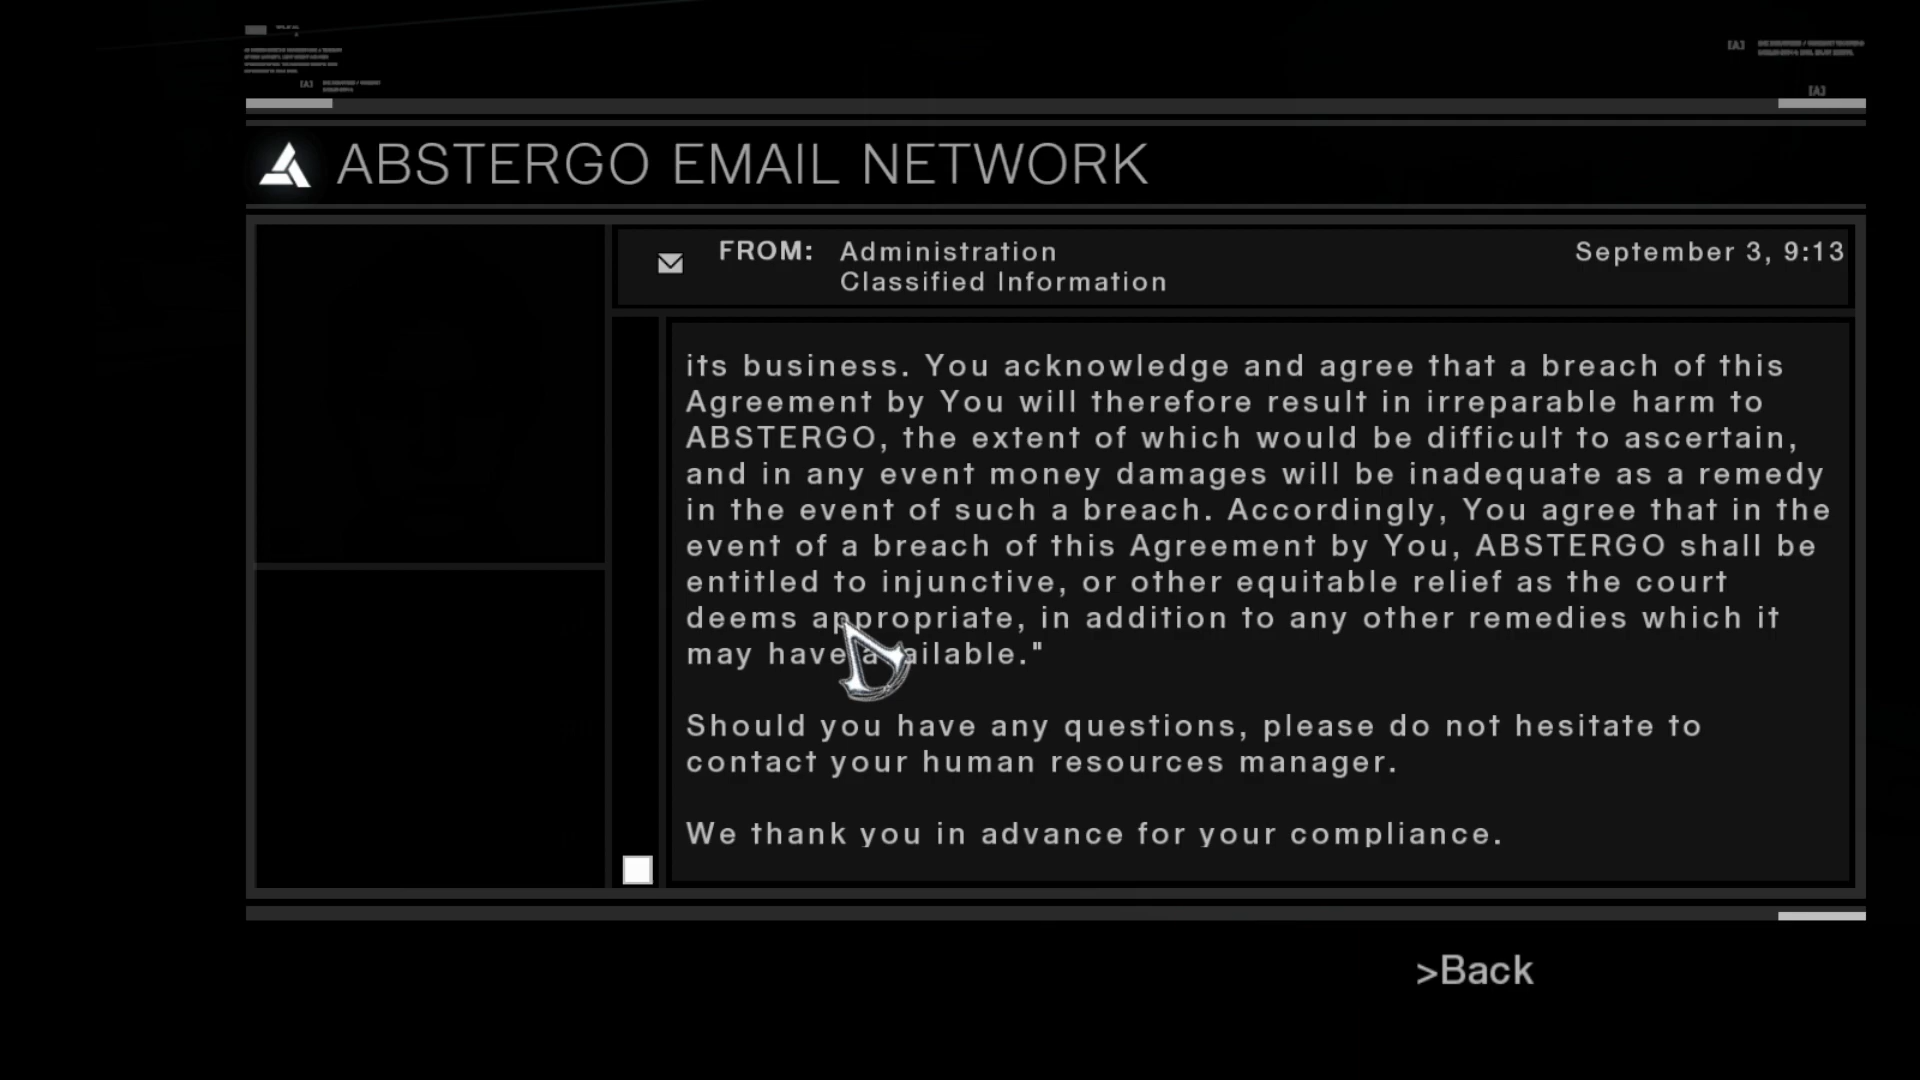 [A]
[A]
[A]
ABSTERGO EMAIL NETWORK
FROM: Administration
September 3, 9:13
Classified Information
its business. You acknowledge and agree that a breach of this
Agreement by You will therefore result in irreparable harm to
ABSTERGO, the extent of which would be difficult to ascertain,
and in any event money damages will be inadequate as a remedy
in the event of such a breach. Accordingly, You agree that in the
event of a breach of this Agreement by You, ABSTERGO shall be
entitled to injunctive, or other equitable relief as the court
deems appropriate, in addition to any other remedies which it
may have available."
Should you have any questions, please do not hesitate to
contact your human resources manager.
We thank you in advance for your compliance.
>Back